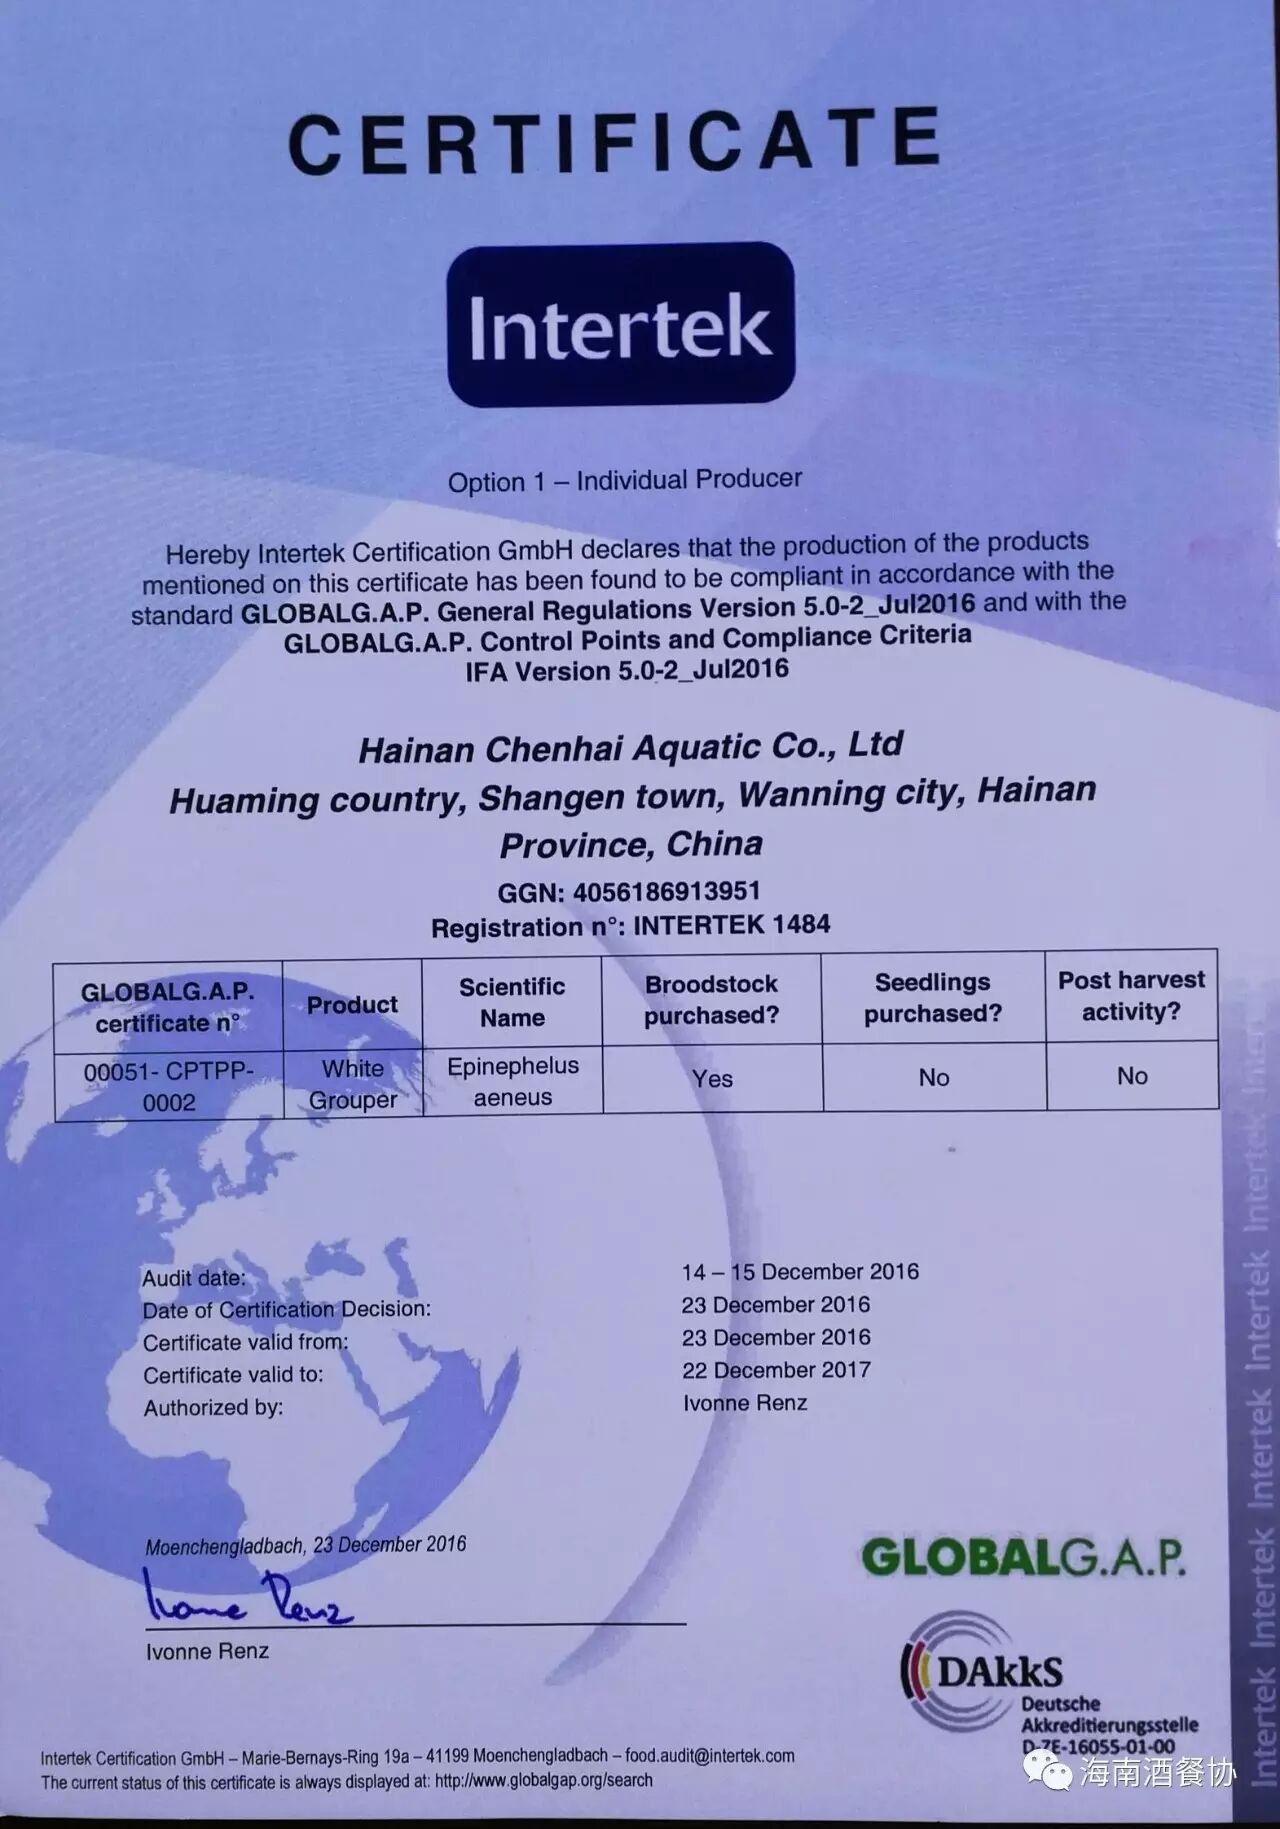 CERTIFICATE
Intertek
Option 1 – Individual Producer
Hereby Intertek Certification GmbH declares that the production of the products
mentioned on this certificate has been found to be compliant in accordance with the
standard GLOBALG.A.P. General Regulations Version 5.0-2_Jul2016 and with the
GLOBALG.A.P. Control Points and Compliance Criteria
IFA Version 5.0-2_Jul2016
Hainan Chenhai Aquatic Co., Ltd
Huaming country, Shangen town, Wanning city, Hainan
Province, China
GGN: 4056186913951
Registration n°: INTERTEK 1484
GLOBALG.A.P. certificate n° Product Scientific Name Broodstock purchased? Seedlings purchased? Post harvest activity?
00051- CPTPP-0002 White Grouper Epinephelus aeneus Yes No No
Audit date: 14 – 15 December 2016
Date of Certification Decision: 23 December 2016
Certificate valid from: 23 December 2016
Certificate valid to: 22 December 2017
Authorized by: Ivonne Renz
Moenchengladbach, 23 December 2016
Ivonne Renz
Ivonne Renz
GLOBALG.A.P.
DAkkS
Deutsche
Akkreditierungsstelle
D-ZE-16055-01-00
Intertek Certification GmbH – Marie-Bernays-Ring 19a – 41199 Moenchengladbach – food.audit@intertek.com
The current status of this certificate is always displayed at: http://www.globalgap.org/search
海南酒餐协
Intertek Intertek Intertek Intertek Intertek